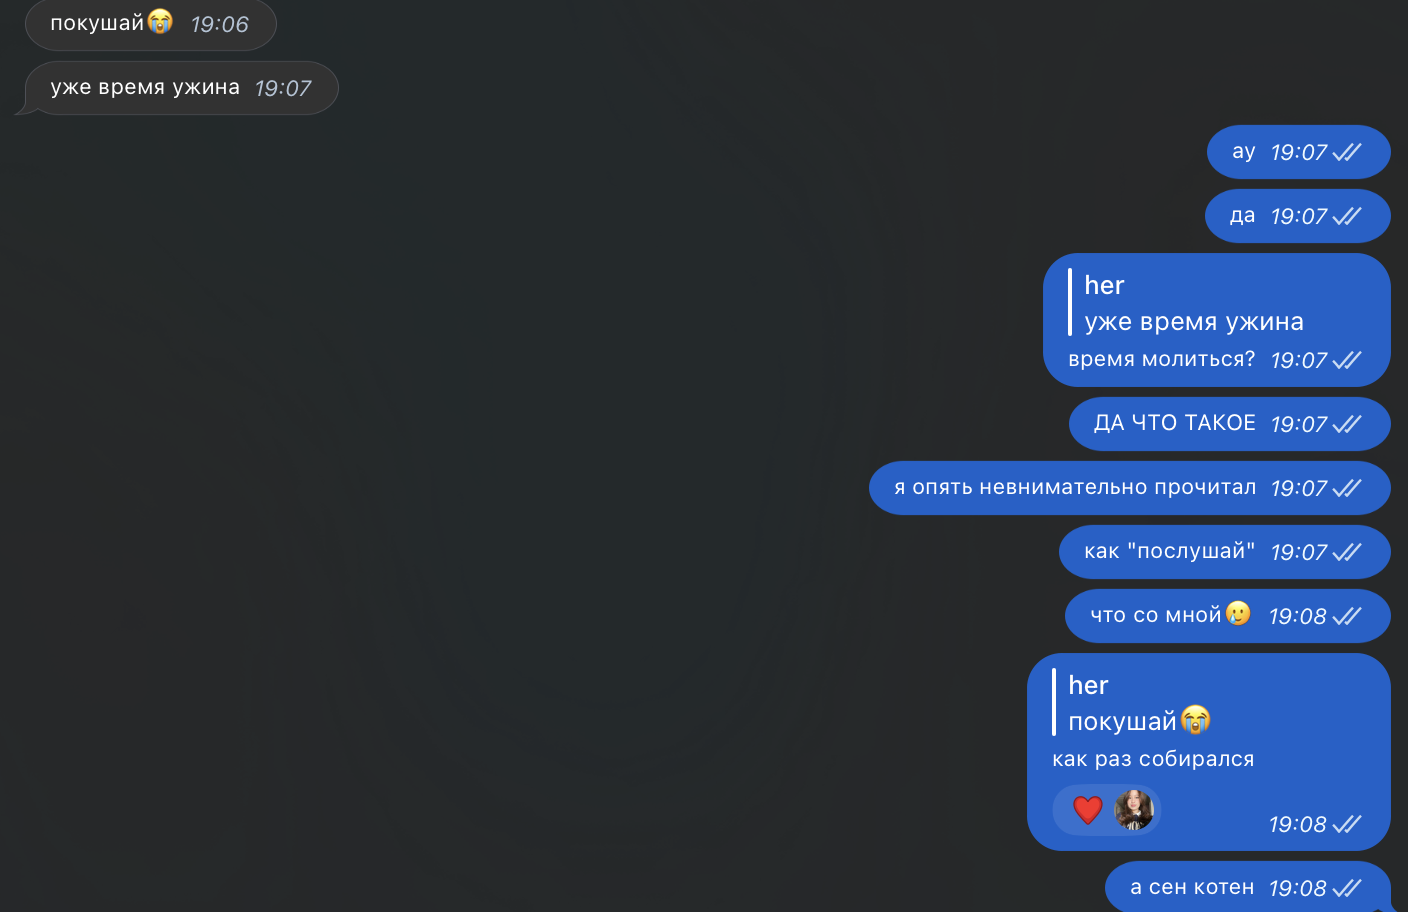 покушай😭 19:06
уже время ужина 19:07
ау 19:07
да 19:07
her
уже время ужина
время молиться? 19:07
ДА ЧТО ТАКОЕ 19:07
я опять невнимательно прочитал 19:07
как "послушай" 19:07
что со мной🥲 19:08
her
покушай😭
как раз собирался
❤️ 19:08
а сен котен 19:08